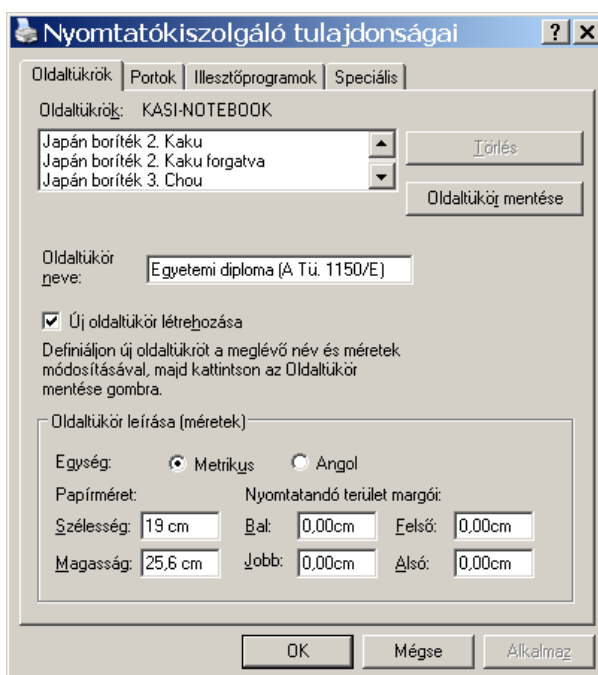 Nyomtatókiszolgáló tulajdonságai
Oldaltükrök Portok Illesztőprogramok Speciális
Oldaltükrök: KASI-NOTEBOOK
Japán boríték 2. Kaku
Japán boríték 2. Kaku forgatva
Japán boríték 3. Chou
Törlés
Oldaltükör mentése
Oldaltükör
neve:
Egyetemi diploma (A Tü. 1150/E)
Új oldaltükör létrehozása
Definiáljon új oldaltükröt a meglévő név és méretek
módosításával, majd kattintson az Oldaltükör
mentése gombra.
Oldaltükör leírása (méretek)
Egység: Metrikus Angol
Papírméret: Nyomtatandó terület margói:
Szélesség: 19 cm Bal: 0,00cm Felső: 0,00cm
Magasság: 25,6 cm Jobb: 0,00cm Alsó: 0,00cm
OK Mégse Alkalmaz